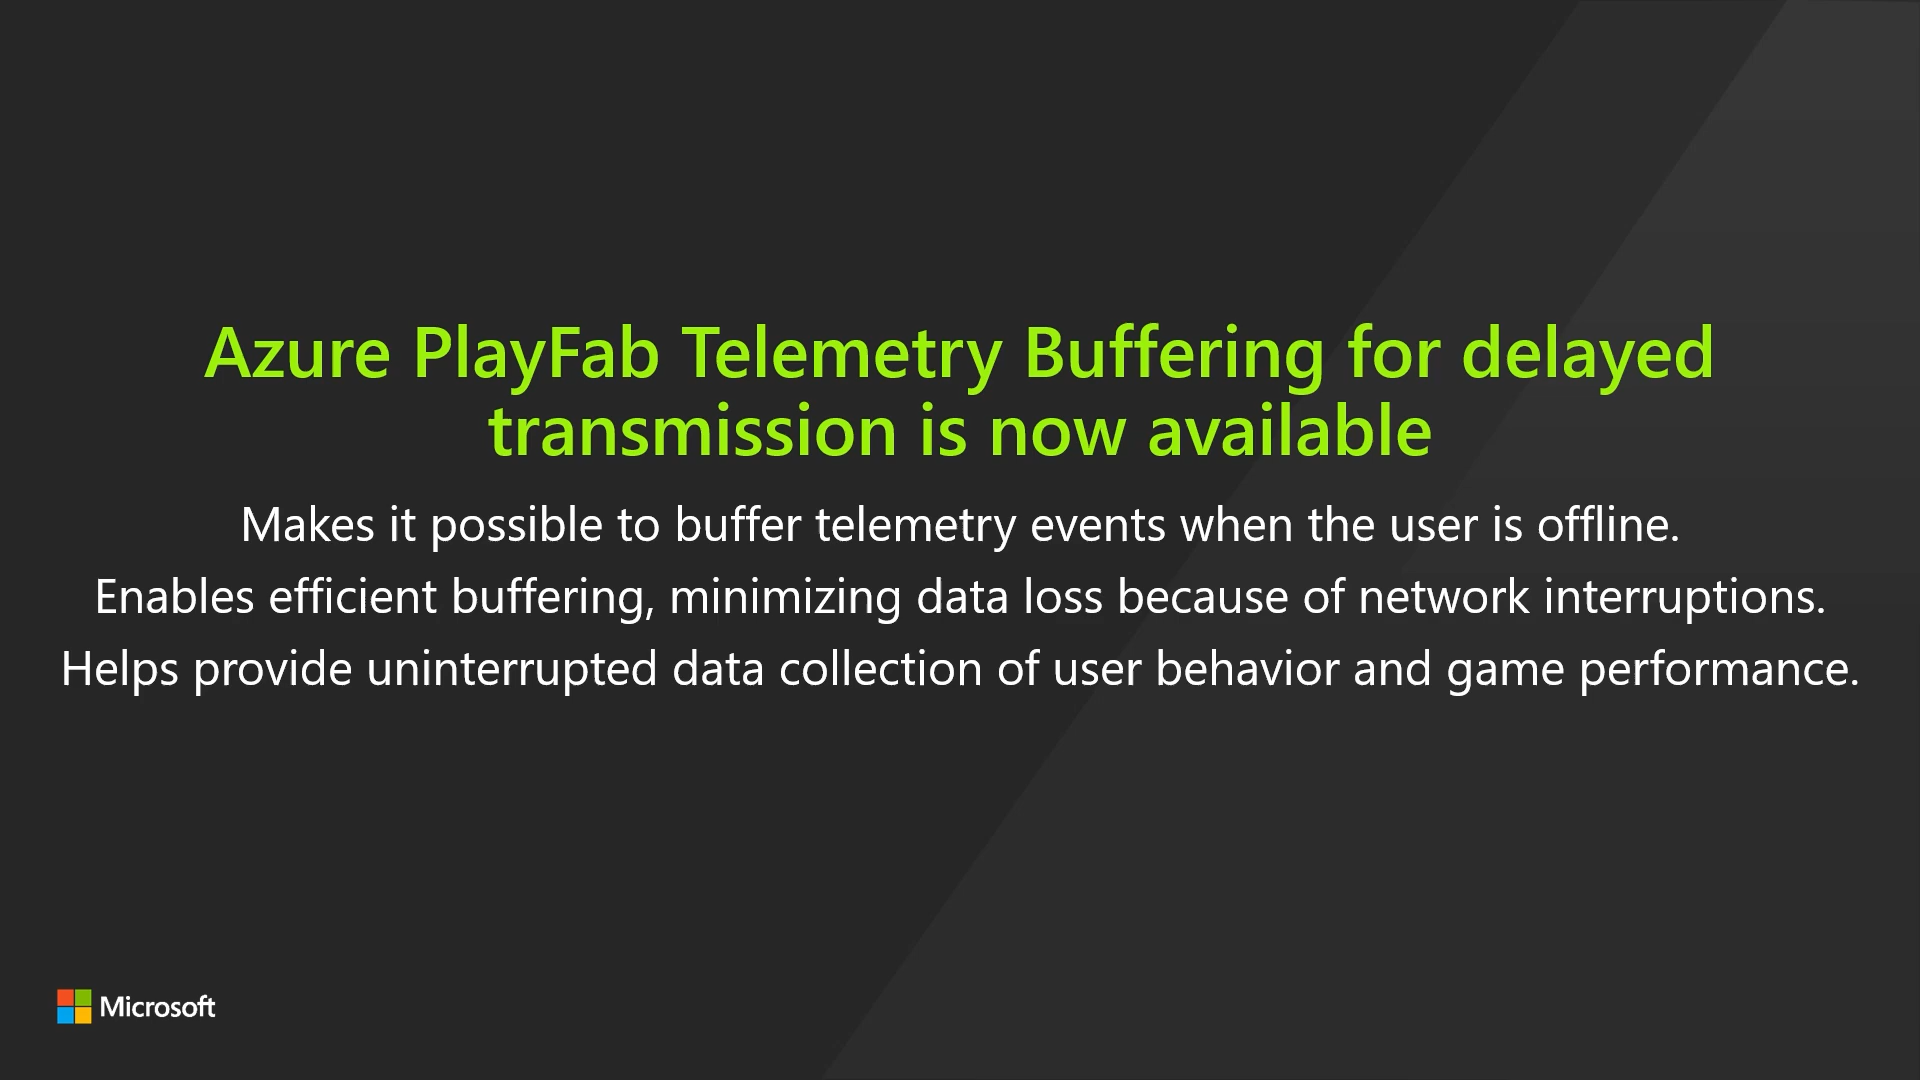 Azure PlayFab Telemetry Buffering for delayed
transmission is now available
Makes it possible to buffer telemetry events when the user is offline.
Enables efficient buffering, minimizing data loss because of network interruptions.
Helps provide uninterrupted data collection of user behavior and game performance.
Microsoft